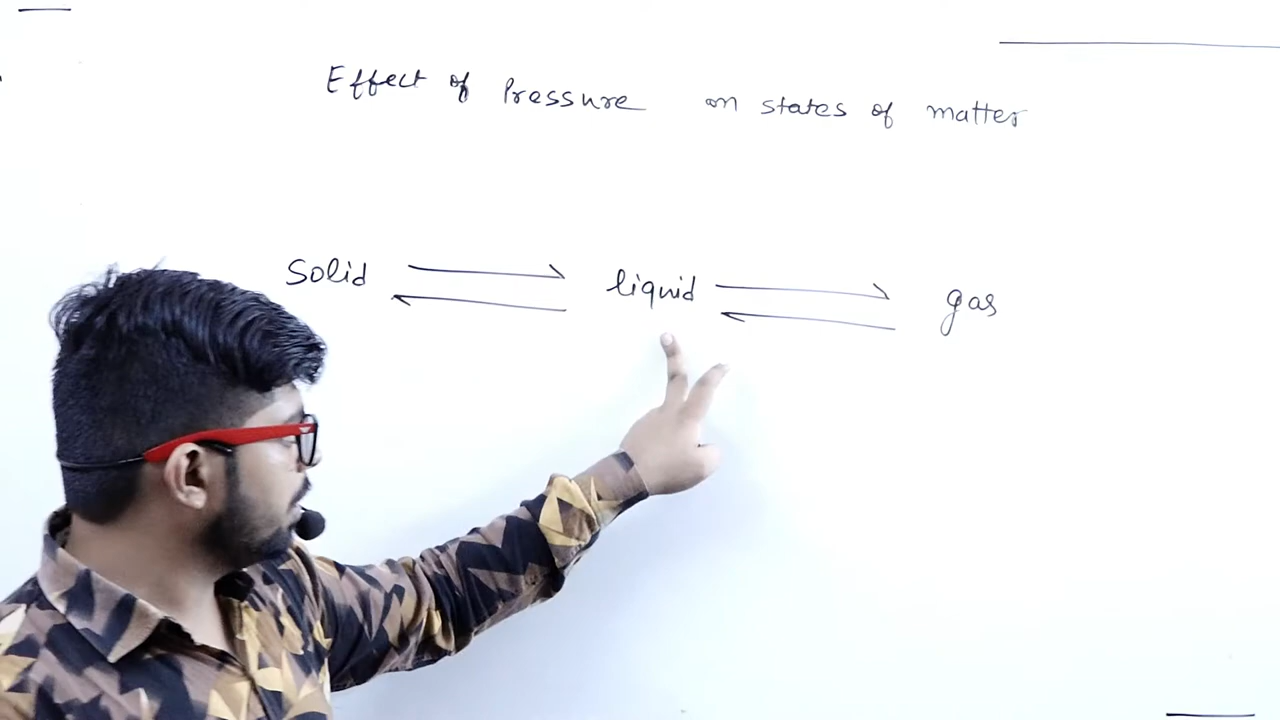 Effect of Pressure on states of matter
Solid ⇌ liquid ⇌ gas